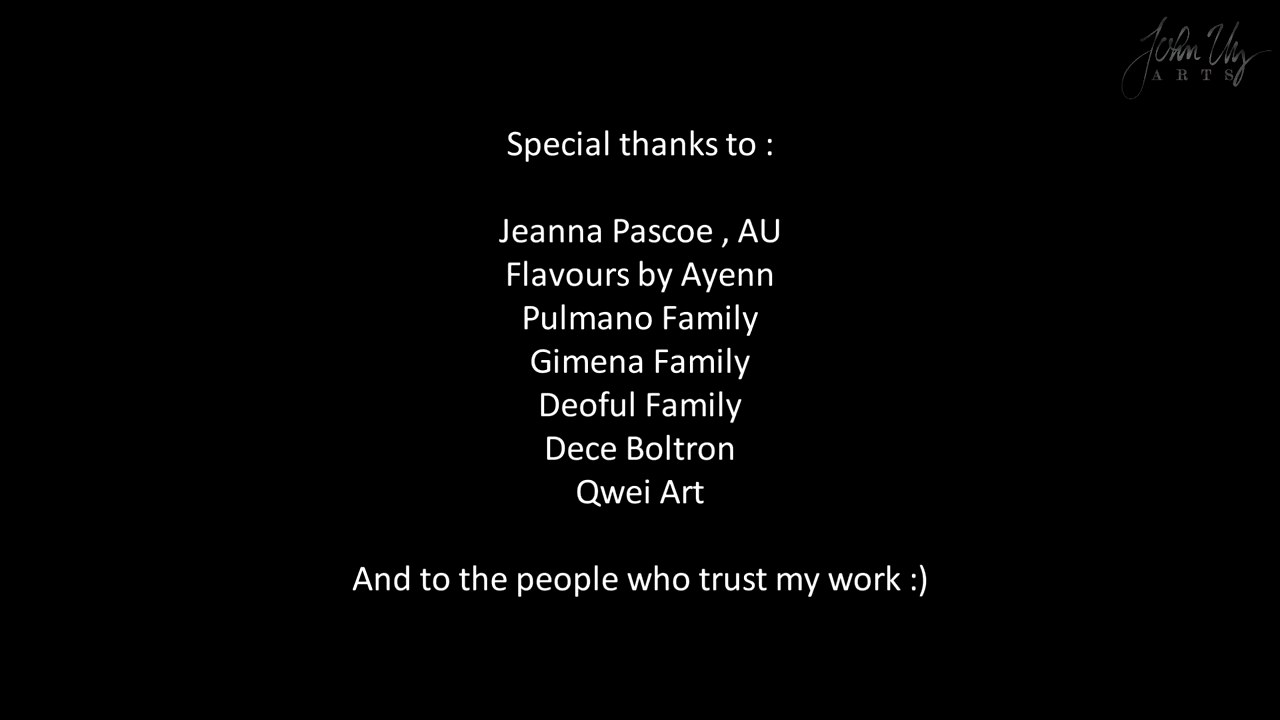 John Uy
ARTS
Special thanks to :
Jeanna Pascoe , AU
Flavours by Ayenn
Pulmano Family
Gimena Family
Deoful Family
Dece Boltron
Qwei Art
And to the people who trust my work :)